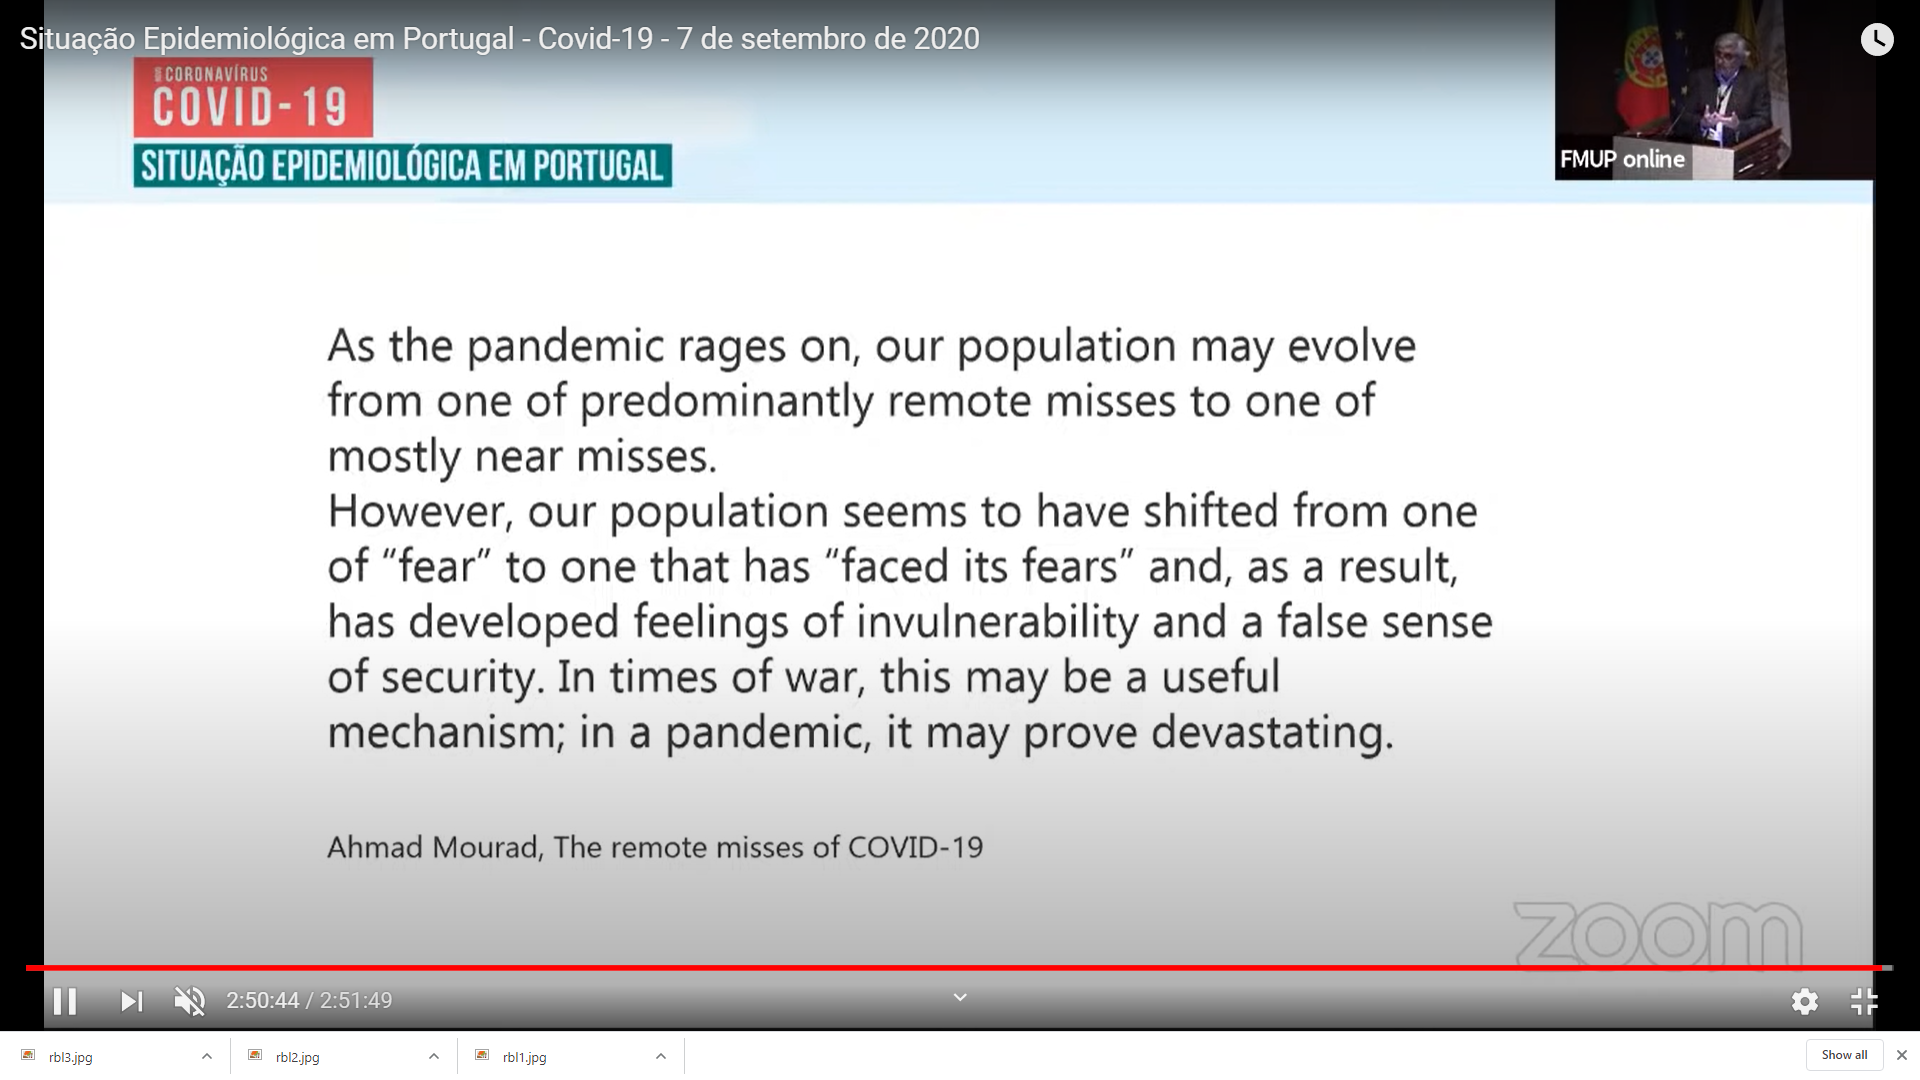 Situação Epidemiológica em Portugal - Covid-19 - 7 de setembro de 2020
CORONAVÍRUS
COVID-19
SITUAÇÃO EPIDEMIOLÓGICA EM PORTUGAL
FMUP online
As the pandemic rages on, our population may evolve
from one of predominantly remote misses to one of
mostly near misses.
However, our population seems to have shifted from one
of “fear” to one that has “faced its fears” and, as a result,
has developed feelings of invulnerability and a false sense
of security. In times of war, this may be a useful
mechanism; in a pandemic, it may prove devastating.
Ahmad Mourad, The remote misses of COVID-19
zoom
2:50:44 / 2:51:49
rbl3.jpg
rbl2.jpg
rbl1.jpg
Show all